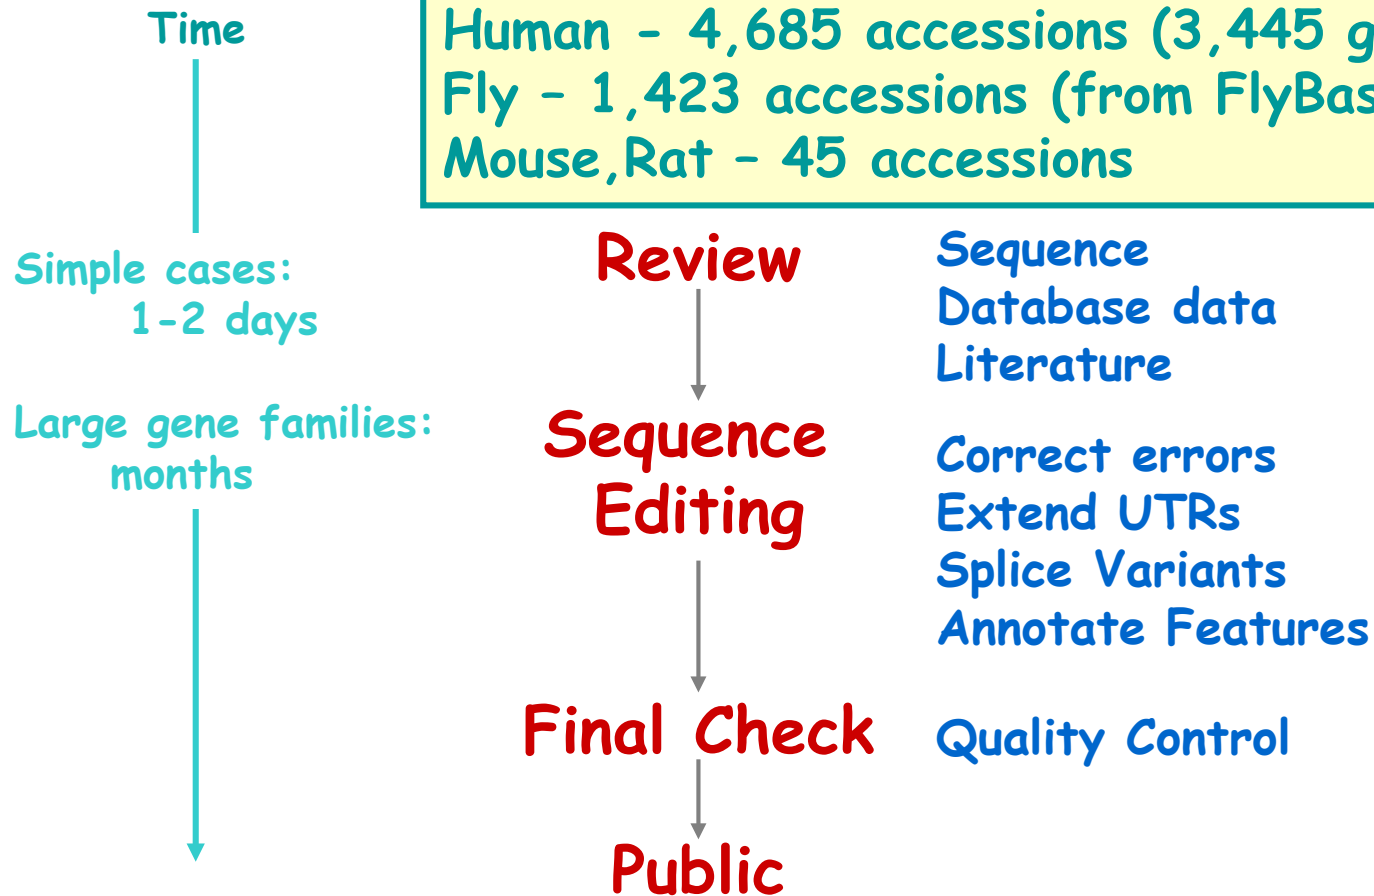 Time
Human - 4,685 accessions (3,445 g
Fly – 1,423 accessions (from FlyBas
Mouse,Rat – 45 accessions
Simple cases:
1-2 days
Large gene families:
months
Review
Sequence
Database data
Literature
Sequence
Editing
Correct errors
Extend UTRs
Splice Variants
Annotate Features
Final Check
Quality Control
Public